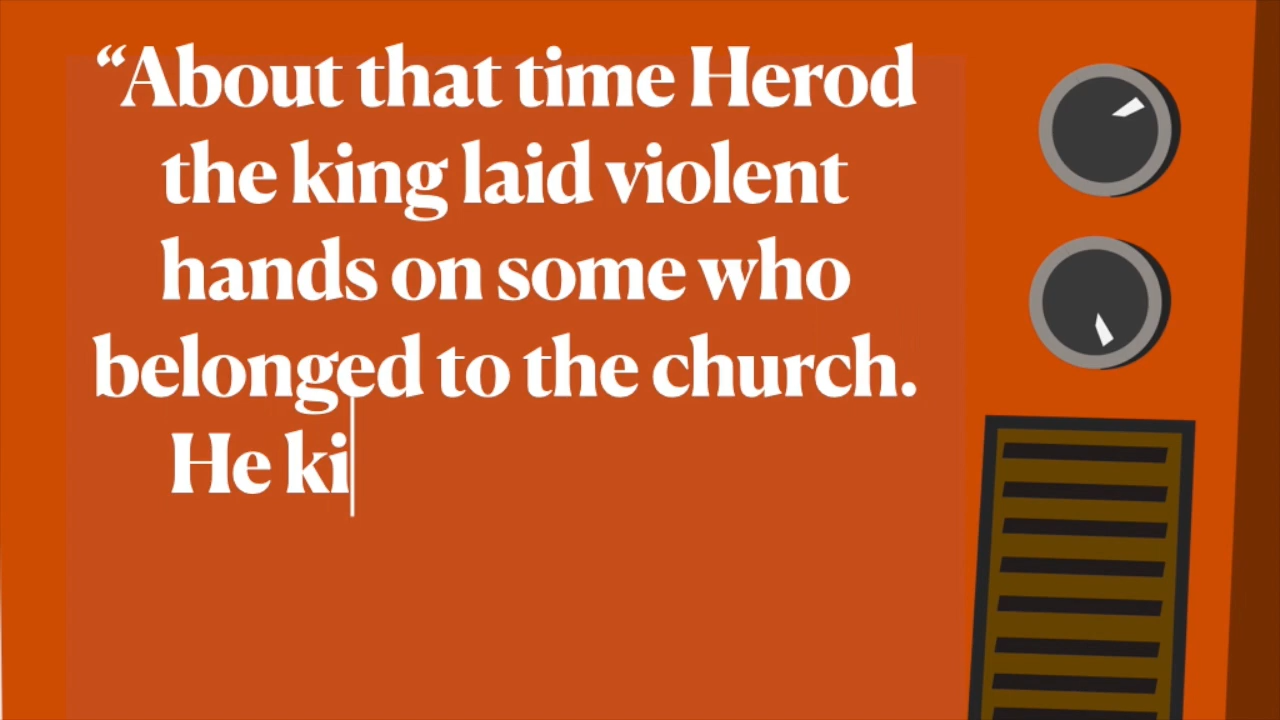 “About that time Herod
the king laid violent
hands on some who
belonged to the church.
He ki